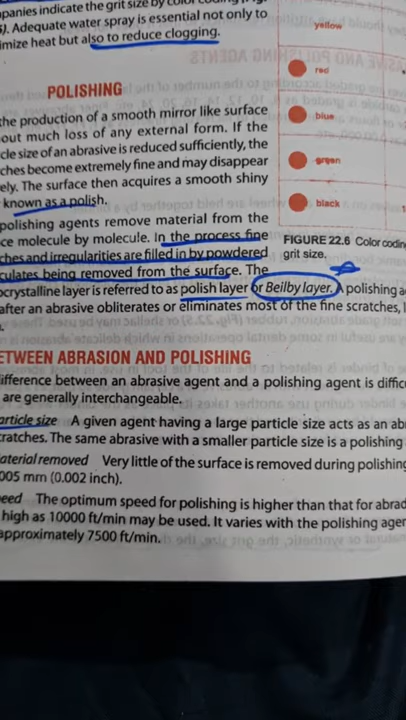 panies indicate the grit size by color
). Adequate water spray is essential not only to
imize heat but also to reduce clogging.
POLISHING
the production of a smooth mirror like surface
out much loss of any external form. If the
cle size of an abrasive is reduced sufficiently, the
ches become extremely fine and may disappear
ely. The surface then acquires a smooth shiny
known as a polish.
polishing agents remove material from the
ce molecule by molecule. In the process fine
ches and irregularities are filled in by powdered
culates being removed from the surface. The
ocrystalline layer is referred to as polish layer or Beilby layer. A polishing a
after an abrasive obliterates or eliminates most of the fine scratches, l
yellow
red
blue
green
black
FIGURE 22.6 Color coding
grit size.
ETWEEN ABRASION AND POLISHING
ifference between an abrasive agent and a polishing agent is diffic
are generally interchangeable.
article size A given agent having a large particle size acts as an ab
cratches. The same abrasive with a smaller particle size is a polishing
aterial removed Very little of the surface is removed during polishing
005 mm (0.002 inch).
eed The optimum speed for polishing is higher than that for abrad
high as 10000 ft/min may be used. It varies with the polishing agen
approximately 7500 ft/min.